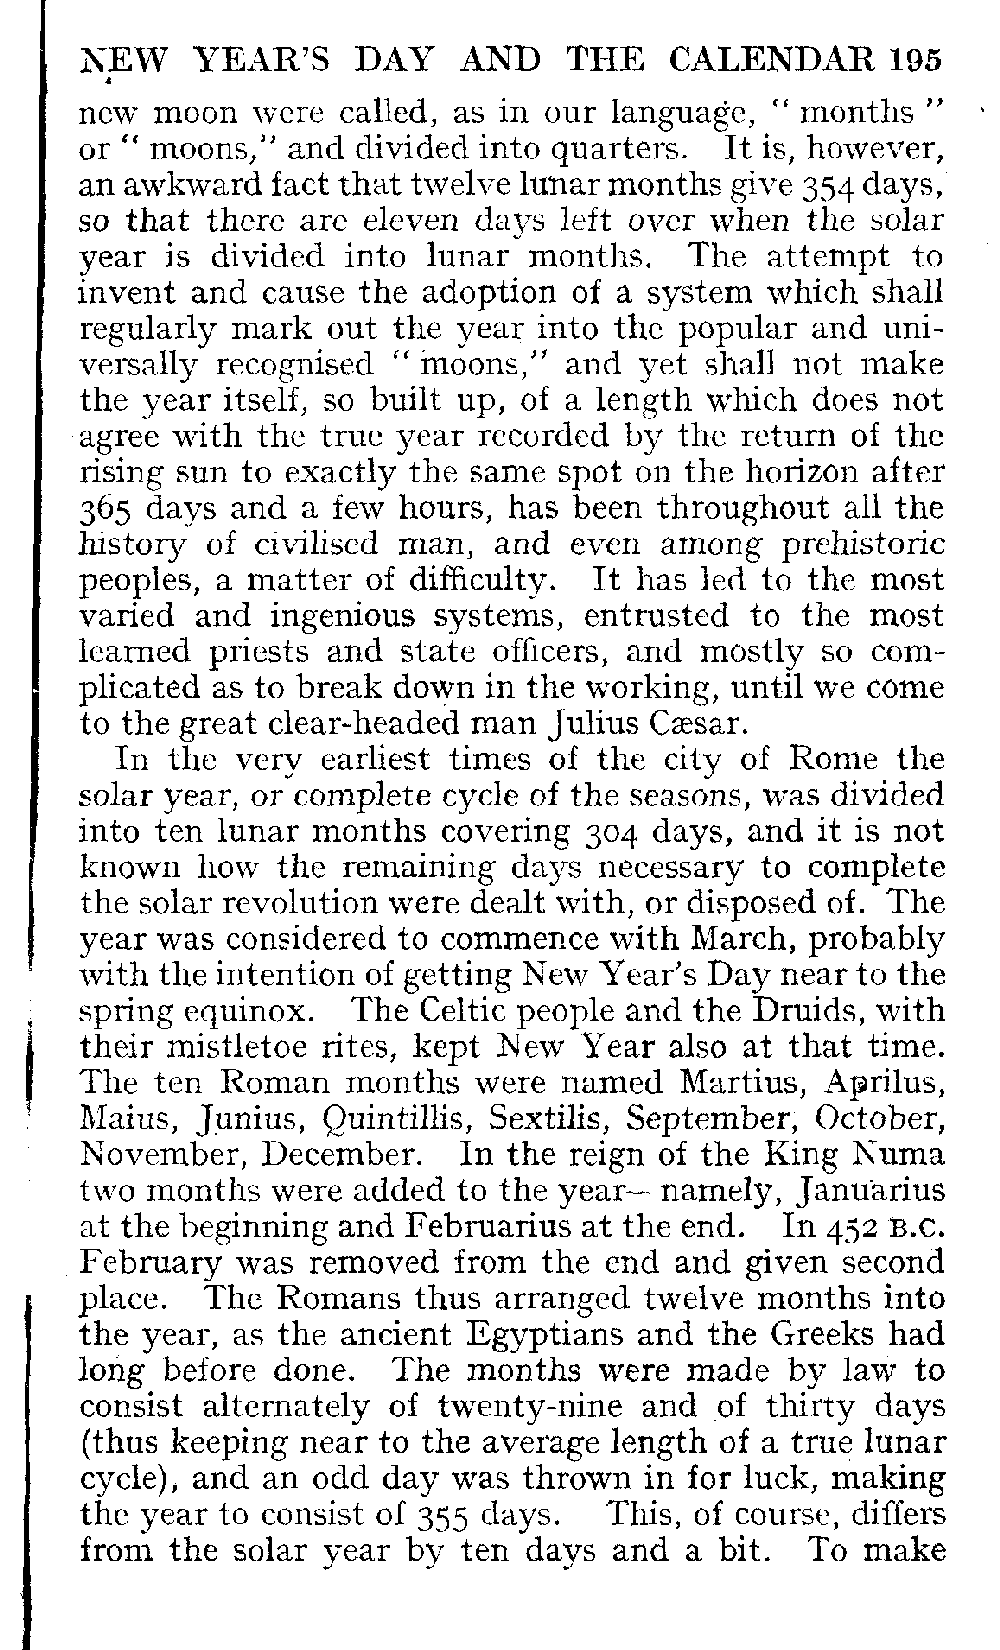 NEW YEAR'S DAY AND THE CALENDAR 195
new moon were called, as in our language, " months "
or " moons," and divided into quarters. It is, however,
an awkward fact that twelve lunar months give 354 days,
so that there are eleven days left over when the solar
year is divided into lunar months. The attempt to
invent and cause the adoption of a system which shall
regularly mark out the year into the popular and uni-
versally recognised " moons," and yet shall not make
the year itself, so built up, of a length which does not
agree with the true year recorded by the return of the
rising sun to exactly the same spot on the horizon after
365 days and a few hours, has been throughout all the
history of civilised man, and even among prehistoric
peoples, a matter of difficulty. It has led to the most
varied and ingenious systems, entrusted to the most
learned priests and state officers, and mostly so com-
plicated as to break down in the working, until we come
to the great clear-headed man Julius Cæsar.
In the very earliest times of the city of Rome the
solar year, or complete cycle of the seasons, was divided
into ten lunar months covering 304 days, and it is not
known how the remaining days necessary to complete
the solar revolution were dealt with, or disposed of. The
year was considered to commence with March, probably
with the intention of getting New Year's Day near to the
spring equinox. The Celtic people and the Druids, with
their mistletoe rites, kept New Year also at that time.
The ten Roman months were named Martius, Aprilus,
Maius, Junius, Quintillis, Sextilis, September, October,
November, December. In the reign of the King Numa
two months were added to the year— namely, Januarius
at the beginning and Februarius at the end. In 452 B.C.
February was removed from the end and given second
place. The Romans thus arranged twelve months into
the year, as the ancient Egyptians and the Greeks had
long before done. The months were made by law to
consist alternately of twenty-nine and of thirty days
(thus keeping near to the average length of a true lunar
cycle), and an odd day was thrown in for luck, making
the year to consist of 355 days. This, of course, differs
from the solar year by ten days and a bit. To make